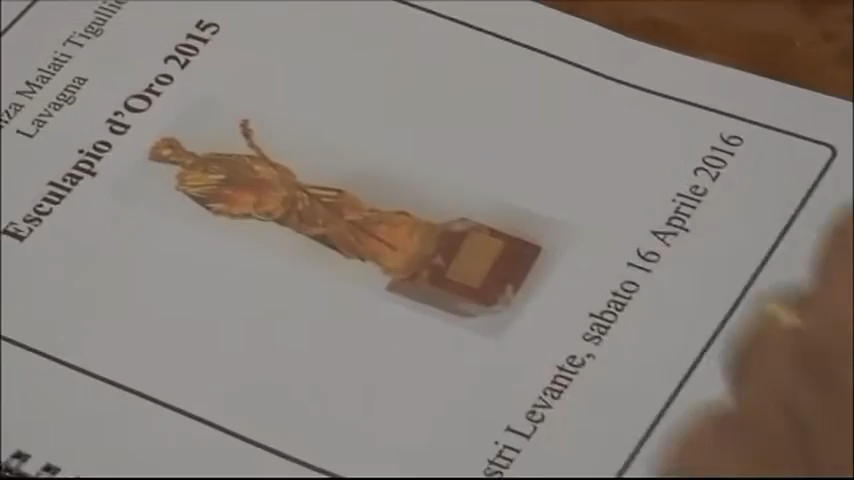 Malati Tigullio
Lavagna
Esculapio d'Oro 2015
Levante, sabato 16 Aprile 2016